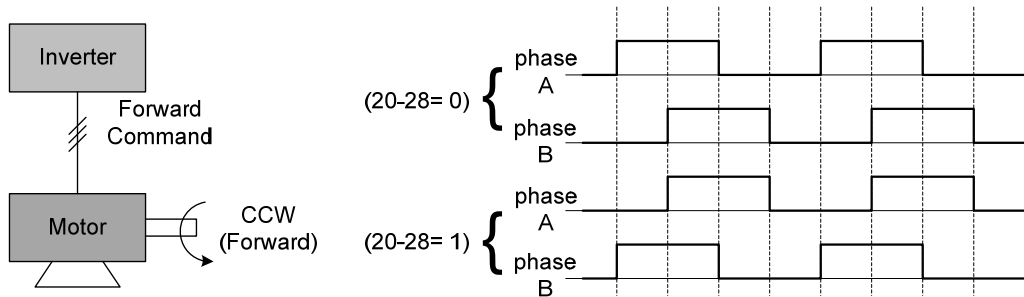 Inverter
Forward
Command
Motor
CCW
(Forward)
(20-28= 0)
phase
A
phase
B
(20-28= 1)
phase
A
phase
B